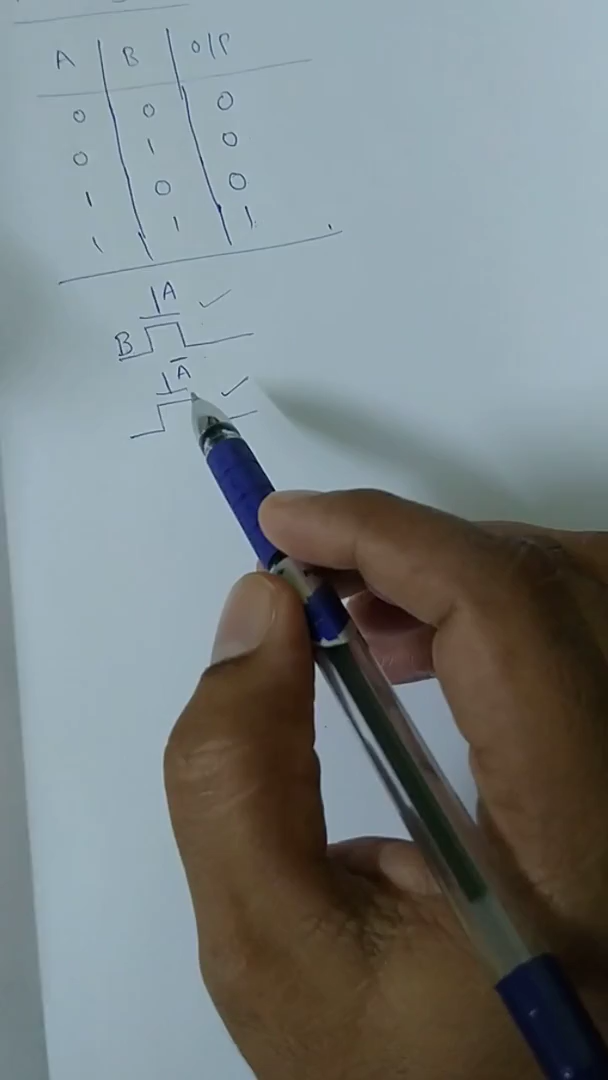 A B O/P
0 0 0
0 1 0
1 0 0
1 1 1
A
B
A̅